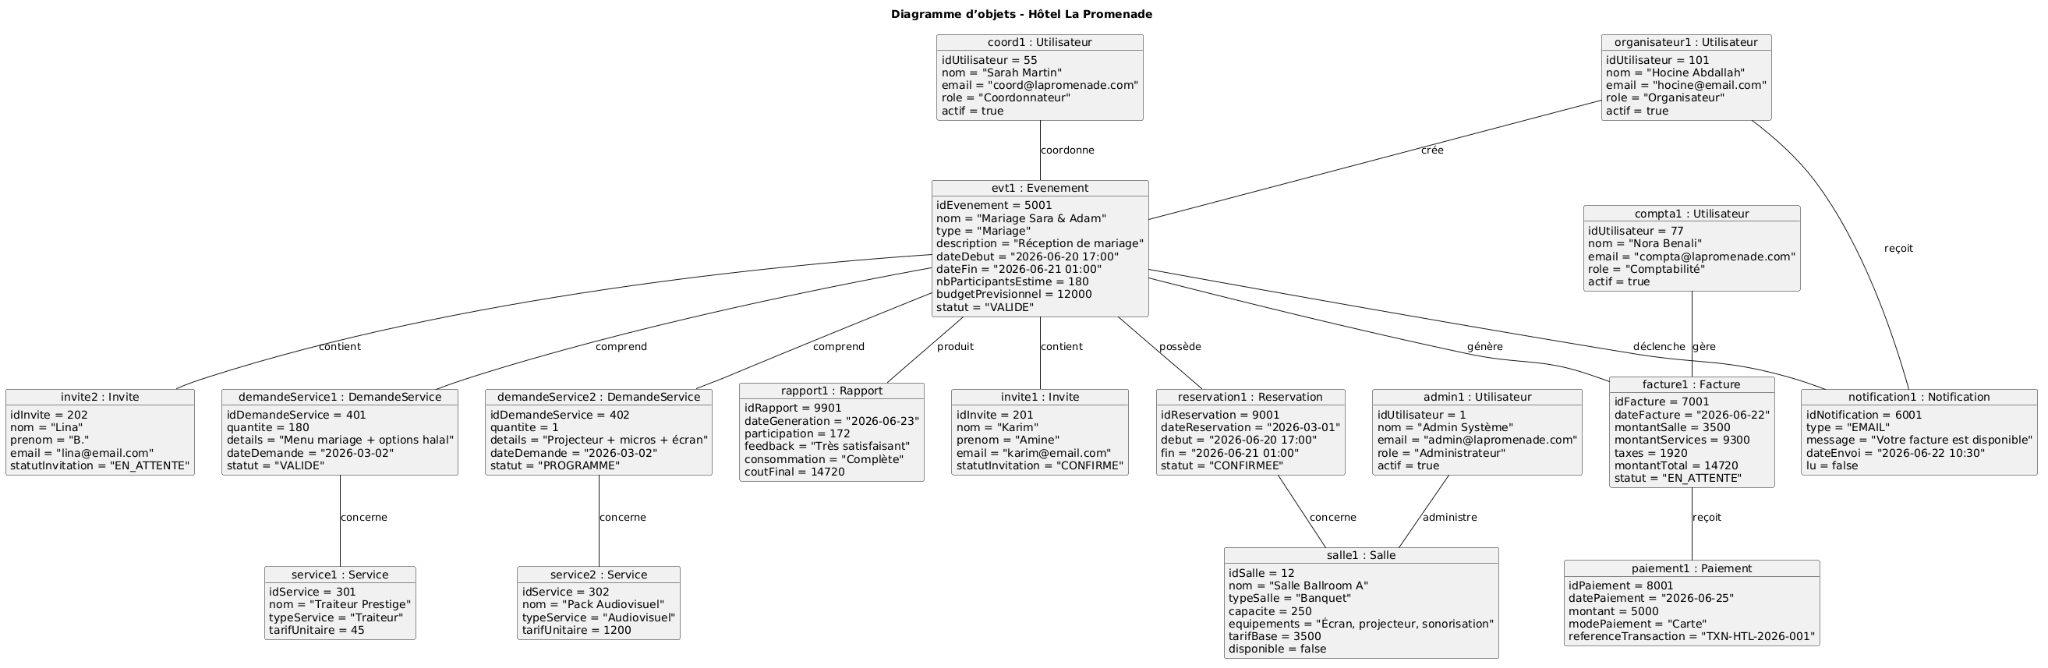 Diagramme d’objets - Hôtel La Promenade
coord1 : Utilisateur
idUtilisateur = 55
nom = "Sarah Martin"
email = "coord@lapromenade.com"
role = "Coordonnateur"
actif = true
organisateur1 : Utilisateur
idUtilisateur = 101
nom = "Hocine Abdallah"
email = "hocine@email.com"
role = "Organisateur"
actif = true
coordonne
crée
evt1 : Evenement
idEvenement = 5001
nom = "Mariage Sara & Adam"
type = "Mariage"
description = "Réception de mariage"
dateDebut = "2026-06-20 17:00"
dateFin = "2026-06-21 01:00"
nbParticipantsEstime = 180
budgetPrevisionnel = 12000
statut = "VALIDE"
compta1 : Utilisateur
idUtilisateur = 77
nom = "Nora Benali"
email = "compta@lapromenade.com"
role = "Comptabilité"
actif = true
reçoit
contient
comprend
comprend
produit
contient
possède
génère
déclenche
gère
invite2 : Invite
idInvite = 202
nom = "Lina"
prenom = "B."
email = "lina@email.com"
statutInvitation = "EN_ATTENTE"
demandeService1 : DemandeService
idDemandeService = 401
quantite = 180
details = "Menu mariage + options halal"
dateDemande = "2026-03-02"
statut = "VALIDE"
demandeService2 : DemandeService
idDemandeService = 402
quantite = 1
details = "Projecteur + micros + écran"
dateDemande = "2026-03-02"
statut = "PROGRAMME"
rapport1 : Rapport
idRapport = 9901
dateGeneration = "2026-06-23"
participation = 172
feedback = "Très satisfaisant"
consommation = "Complète"
coutFinal = 14720
invite1 : Invite
idInvite = 201
nom = "Karim"
prenom = "Amine"
email = "karim@email.com"
statutInvitation = "CONFIRME"
reservation1 : Reservation
idReservation = 9001
dateReservation = "2026-03-01"
debut = "2026-06-20 17:00"
fin = "2026-06-21 01:00"
statut = "CONFIRMEE"
admin1 : Utilisateur
idUtilisateur = 1
nom = "Admin Système"
email = "admin@lapromenade.com"
role = "Administrateur"
actif = true
facture1 : Facture
idFacture = 7001
dateFacture = "2026-06-22"
montantSalle = 3500
montantServices = 9300
taxes = 1920
montantTotal = 14720
statut = "EN_ATTENTE"
notification1 : Notification
idNotification = 6001
type = "EMAIL"
message = "Votre facture est disponible"
dateEnvoi = "2026-06-22 10:30"
lu = false
concerne
concerne
concerne
administre
reçoit
service1 : Service
idService = 301
nom = "Traiteur Prestige"
typeService = "Traiteur"
tarifUnitaire = 45
service2 : Service
idService = 302
nom = "Pack Audiovisuel"
typeService = "Audiovisuel"
tarifUnitaire = 1200
salle1 : Salle
idSalle = 12
nom = "Salle Ballroom A"
typeSalle = "Banquet"
capacite = 250
equipements = "Écran, projecteur, sonorisation"
tarifBase = 3500
disponible = false
paiement1 : Paiement
idPaiement = 8001
datePaiement = "2026-06-25"
montant = 5000
modePaiement = "Carte"
referenceTransaction = "TXN-HTL-2026-001"